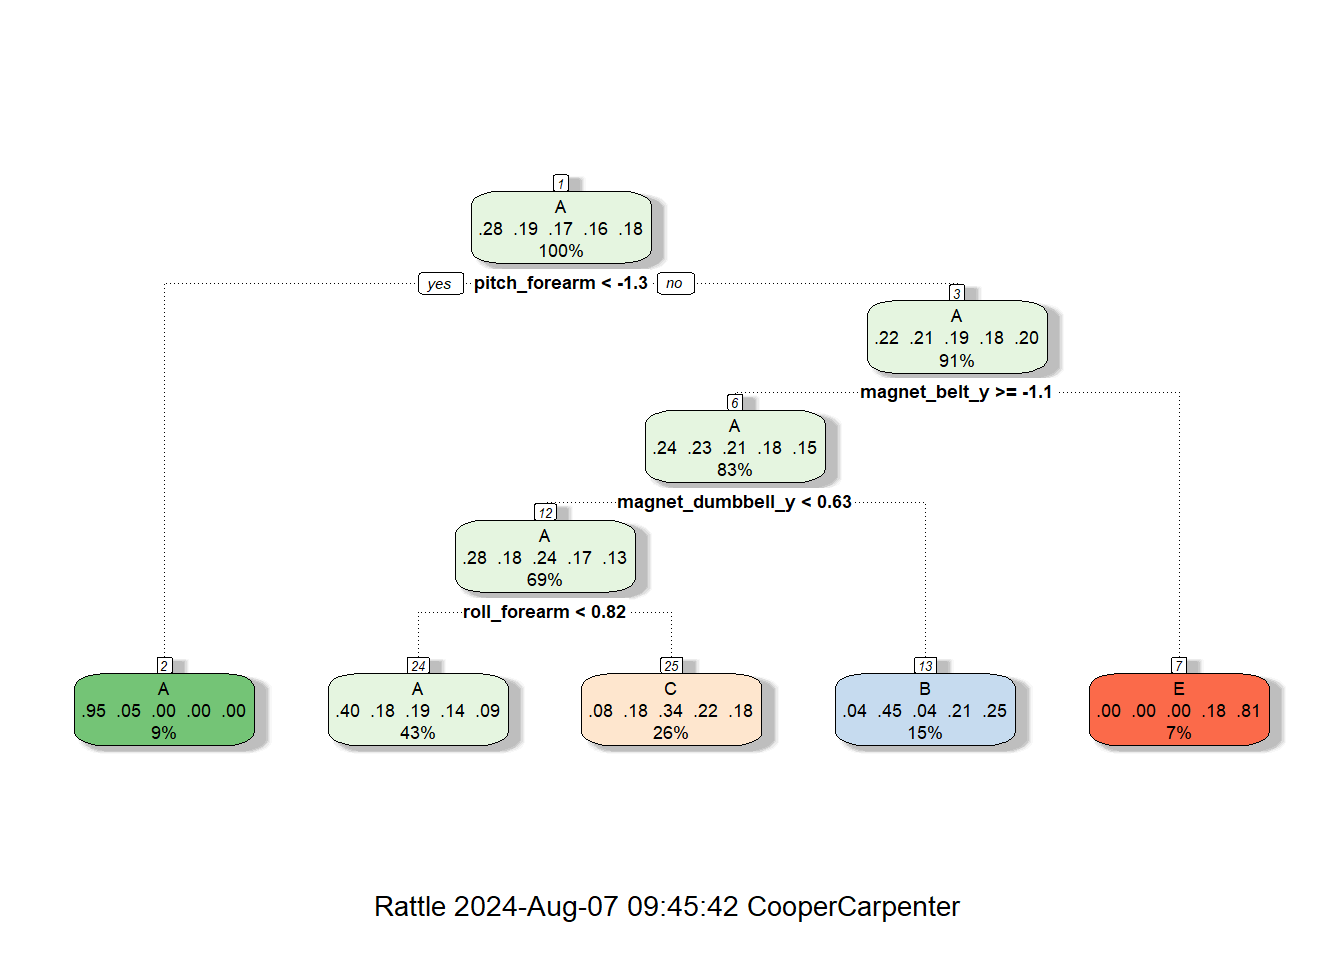 1
A
.28 .19 .17 .16 .18
100%
yes pitch_forearm < -1.3 no
3
A
.22 .21 .19 .18 .20
91%
magnet_belt_y >= -1.1
6
A
.24 .23 .21 .18 .15
83%
magnet_dumbbell_y < 0.63
12
A
.28 .18 .24 .17 .13
69%
roll_forearm < 0.82
2
A
.95 .05 .00 .00 .00
9%
24
A
.40 .18 .19 .14 .09
43%
25
C
.08 .18 .34 .22 .18
26%
13
B
.04 .45 .04 .21 .25
15%
7
E
.00 .00 .00 .18 .81
7%
Rattle 2024-Aug-07 09:45:42 CooperCarpenter